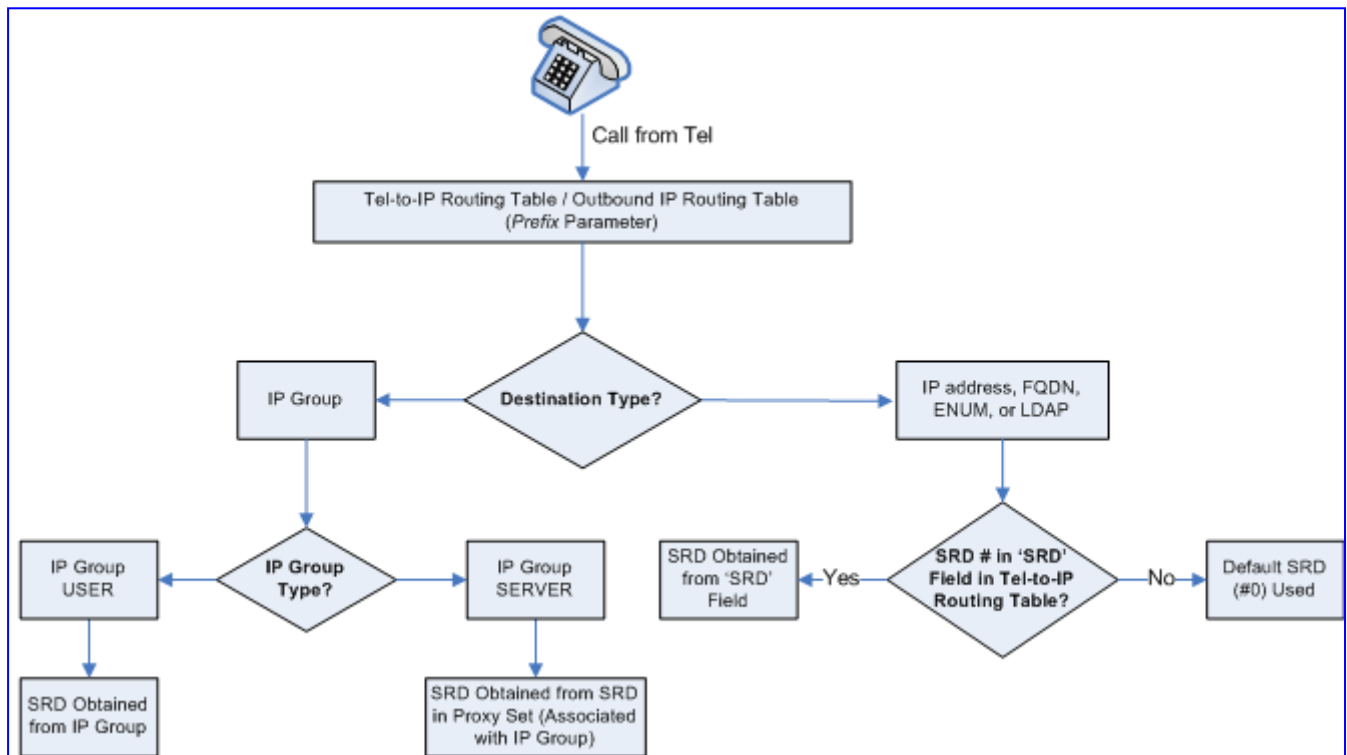 Call from Tel
Tel-to-IP Routing Table / Outbound IP Routing Table
(Prefix Parameter)
IP Group
Destination Type?
IP address, FQDN,
ENUM, or LDAP
IP Group
USER
IP Group
Type?
IP Group
SERVER
SRD Obtained
from ‘SRD’
Field
Yes
SRD # in ‘SRD’
Field in Tel-to-IP
Routing Table?
No
Default SRD
(#0) Used
SRD Obtained
from IP Group
SRD Obtained from SRD
in Proxy Set (Associated
with IP Group)